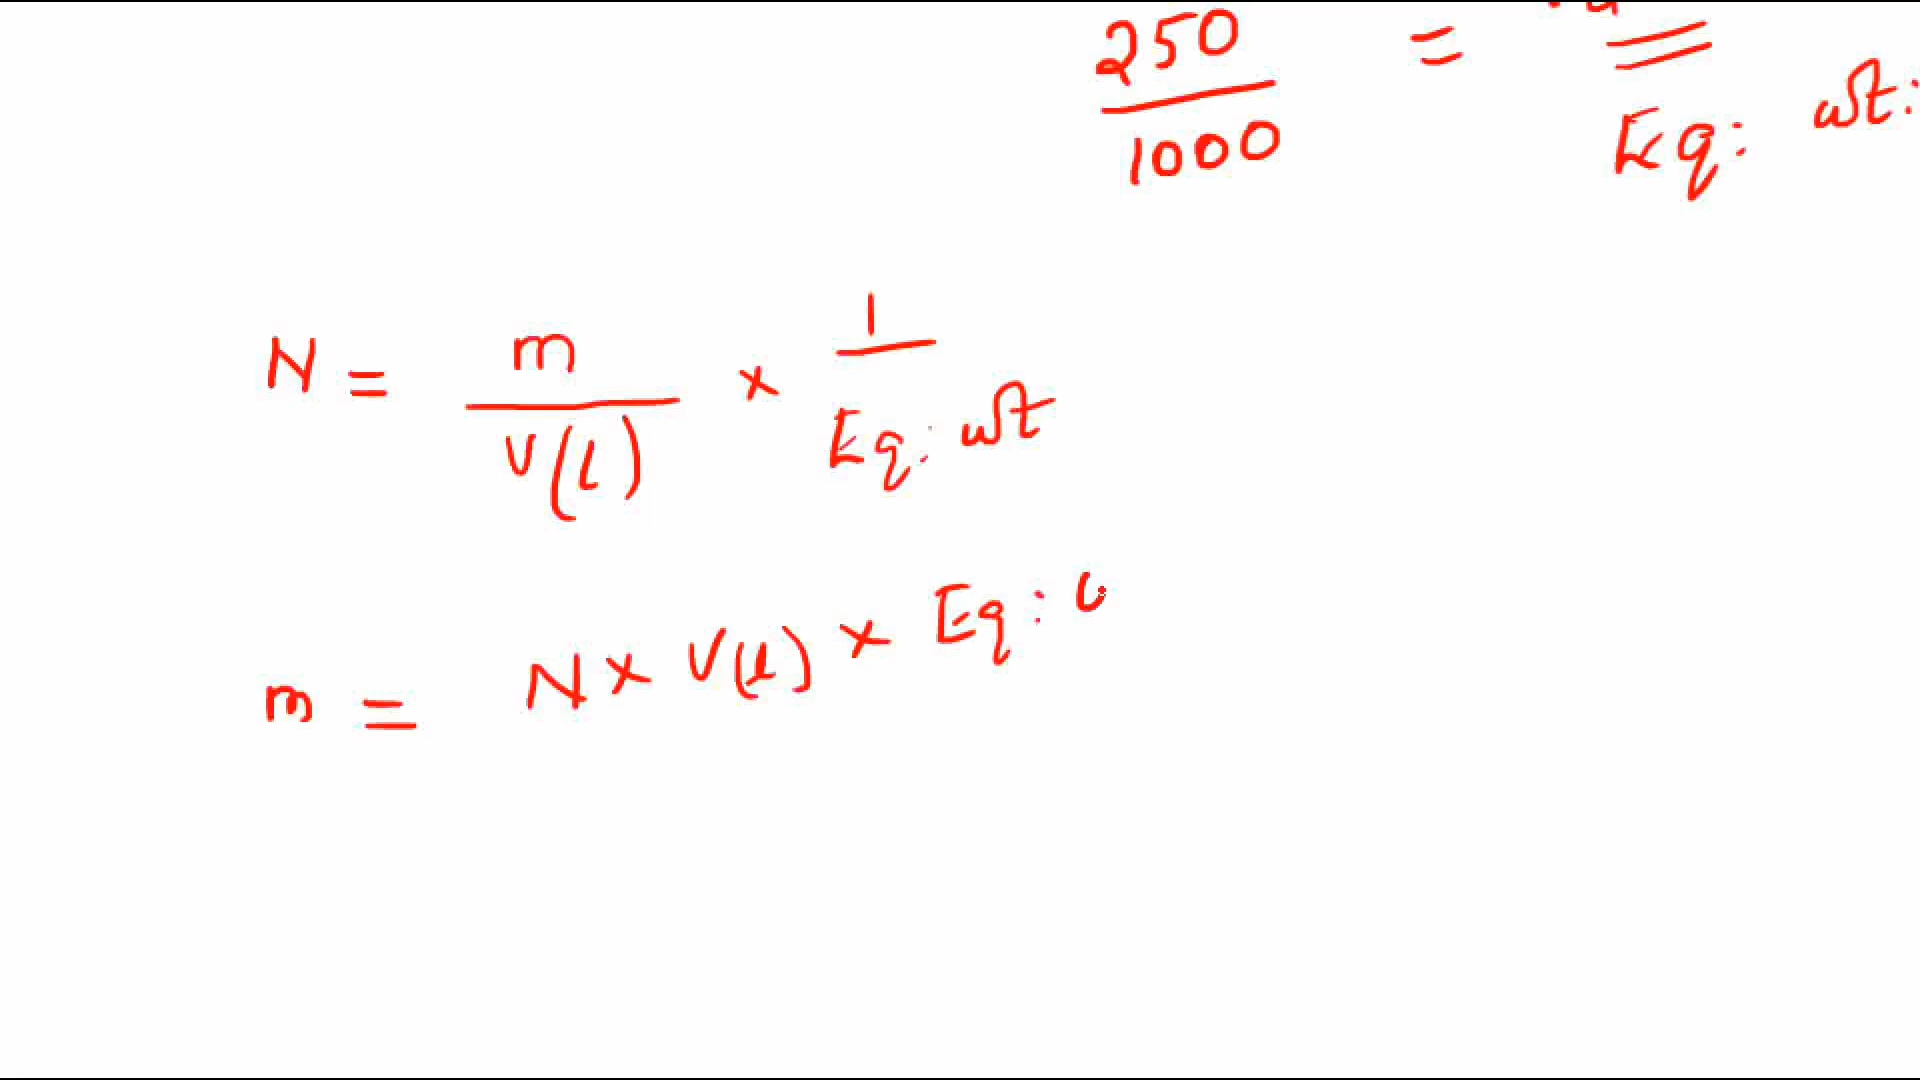 250 =
1000
Eq: wt:
N = m / V(l) × 1 / Eq: wt
m = N × V(l) × Eq: